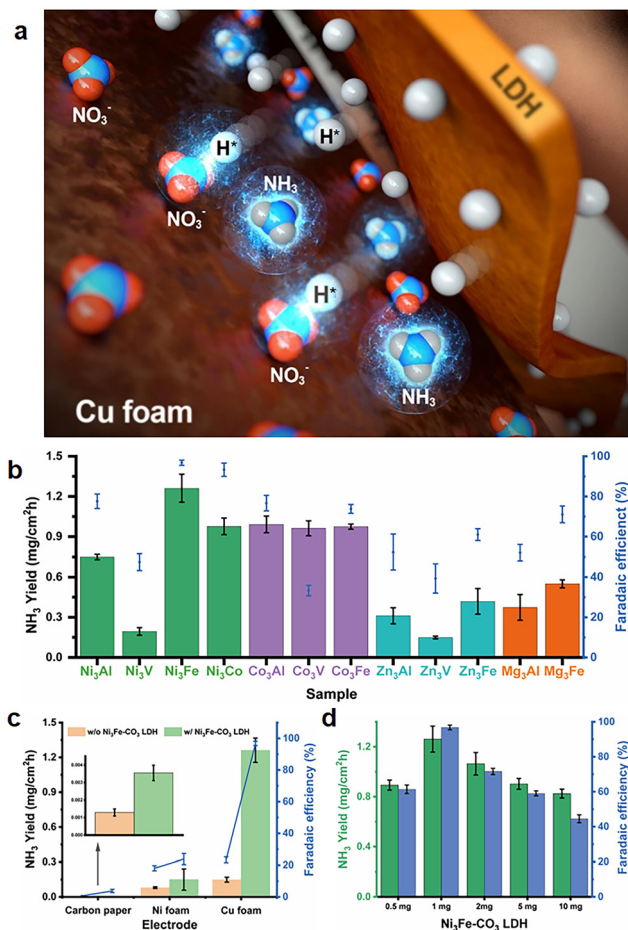 a
LDH
NO₃⁻
H*
NH₃
NO₃⁻
H*
NO₃⁻
NH₃
Cu foam
b
NH₃ Yield (mg/cm²h)
1.5
1.2
0.9
0.6
0.3
0.0
100
80
60
40
20
0
Faradaic efficienct (%)
Ni₃Al Ni₃V Ni₃Fe Ni₃Co Co₃Al Co₃V Co₃Fe Zn₃Al Zn₃V Zn₃Fe Mg₃Al Mg₃Fe
Sample
c
w/o Ni₃Fe-CO₃ LDH w/ Ni₃Fe-CO₃ LDH
NH₃ Yield (mg/cm²h)
1.5
1.2
0.9
0.6
0.3
0.0
0.004
0.003
0.002
0.001
0.000
100
80
60
40
20
0
Faradaic efficiency (%)
Carbon paper Ni foam Cu foam
Electrode
d
NH₃ Yield (mg/cm²h)
1.2
0.8
0.4
0.0
100
80
60
40
20
0
Faradaic efficiency (%)
0.5 mg 1 mg 2mg 5 mg 10 mg
Ni₃Fe-CO₃ LDH